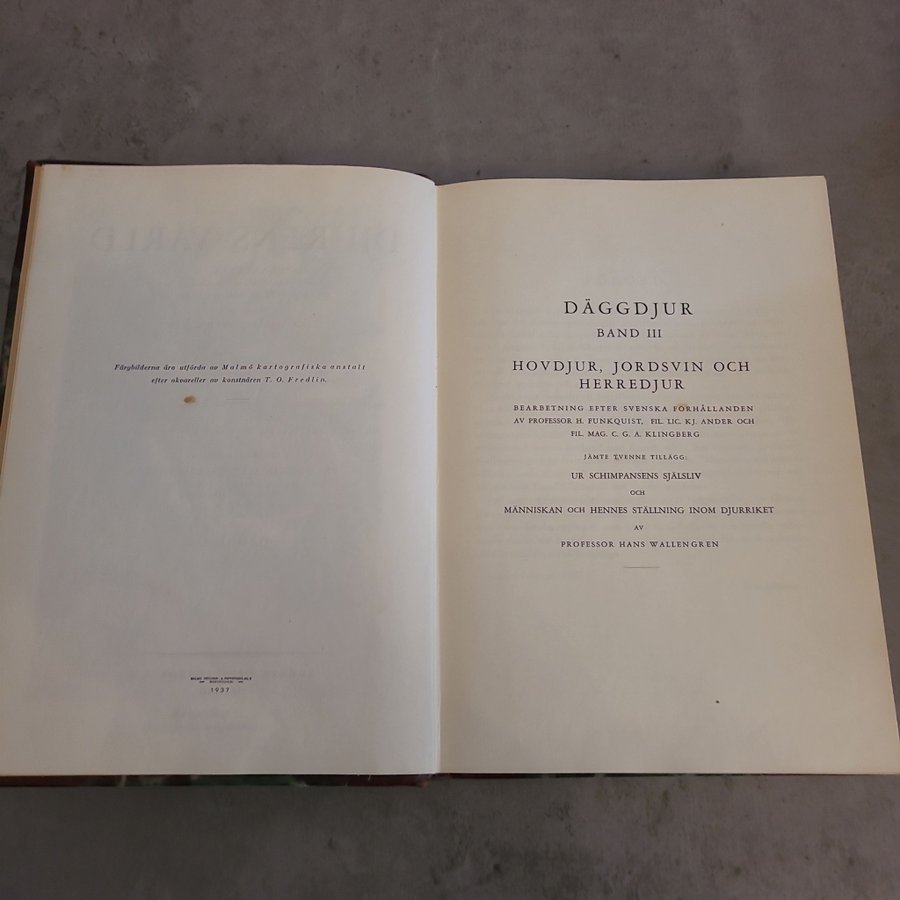 Färgbilderna äro utförda av Malmö kartografiska anstalt
efter akvareller av konstnären T. O. Fredlin.
1937
DÄGGDJUR
BAND III
HOVDJUR, JORDSVIN OCH
HERREDJUR
BEARBETNING EFTER SVENSKA FÖRHÅLLANDEN
AV PROFESSOR H. FUNKQUIST, FIL. LIC. KJ. ANDER OCH
FIL. MAG. C. G. A. KLINGBERG
JÄMTE TVENNE TILLÄGG:
UR SCHIMPANSENS SJÄLSLIV
OCH
MÄNNISKAN OCH HENNES STÄLLNING INOM DJURRIKET
AV
PROFESSOR HANS WALLENGREN